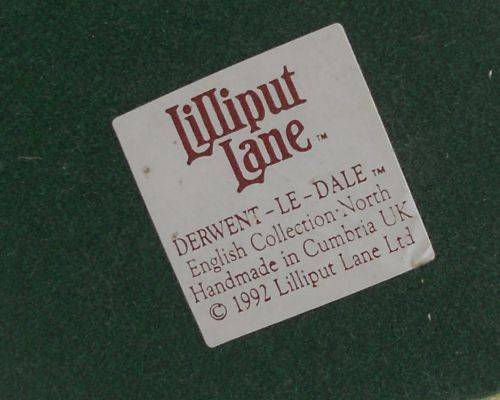 Lilliput
Lane™
DERWENT-LE-DALE™
English Collection·North
Handmade in Cumbria UK
© 1992 Lilliput Lane Ltd